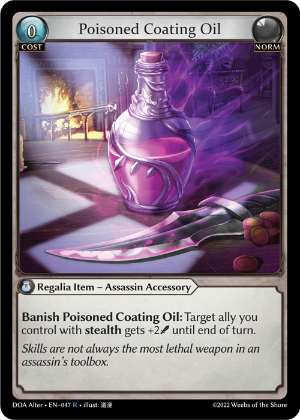 0
COST
Poisoned Coating Oil
NORM
Regalia Item – Assassin Accessory
Banish Poisoned Coating Oil: Target ally you
control with stealth gets +2 until end of turn.
Skills are not always the most lethal weapon in an
assassin's toolbox.
DOA Alter • EN-047 R • illust: 漫漫
©2022 Weebs of the Shore